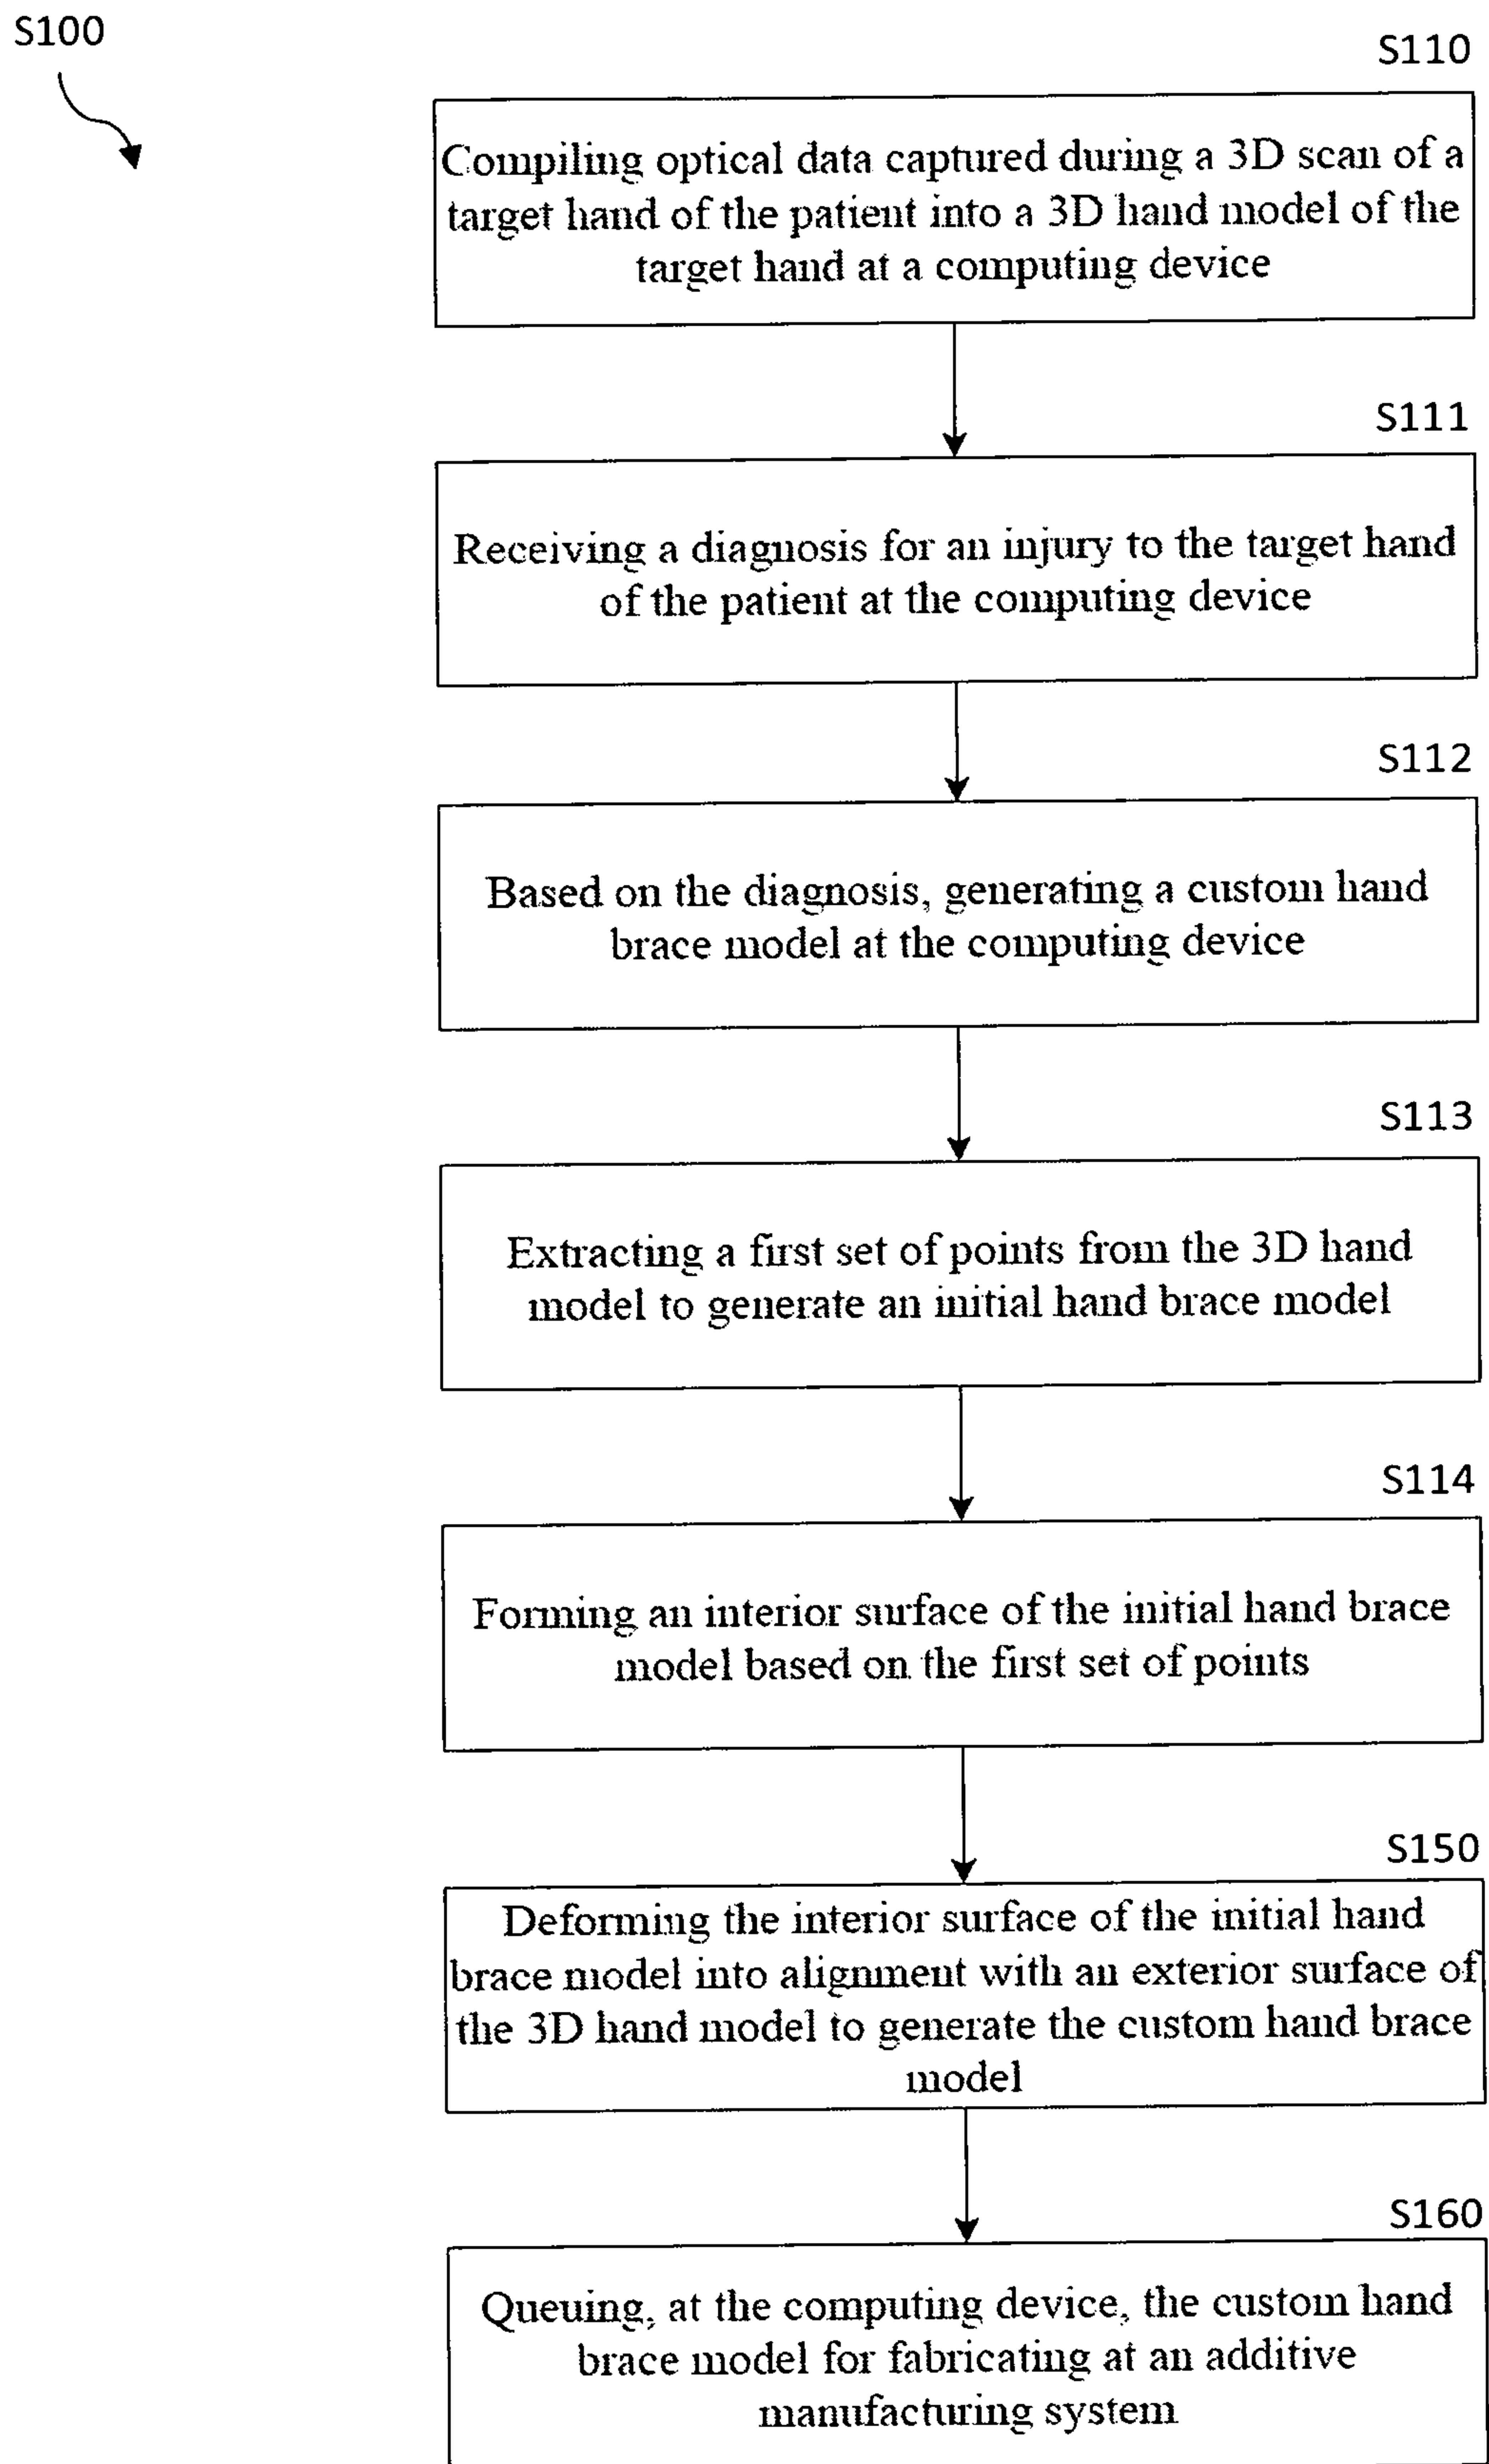 S100
S110
Compiling optical data captured during a 3D scan of a
target hand of the patient into a 3D hand model of the
target hand at a computing device
S111
Receiving a diagnosis for an injury to the target hand
of the patient at the computing device
S112
Based on the diagnosis, generating a custom hand
brace model at the computing device
S113
Extracting a first set of points from the 3D hand
model to generate an initial hand brace model
S114
Forming an interior surface of the initial hand brace
model based on the first set of points
S150
Deforming the interior surface of the initial hand
brace model into alignment with an exterior surface of
the 3D hand model to generate the custom hand brace
model
S160
Queuing, at the computing device, the custom hand
brace model for fabricating at an additive
manufacturing system